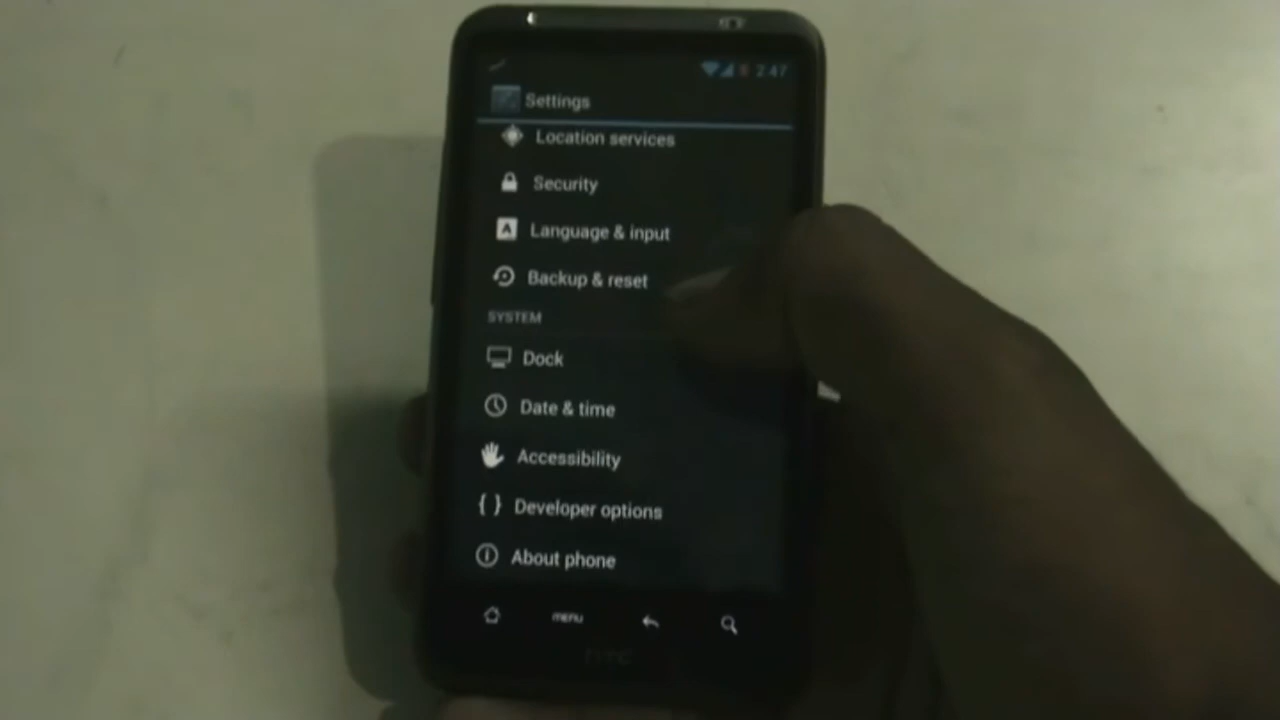 2:47
Settings
Location services
Security
A Language & input
Backup & reset
SYSTEM
Dock
Date & time
Accessibility
{ } Developer options
About phone
menu
hTC